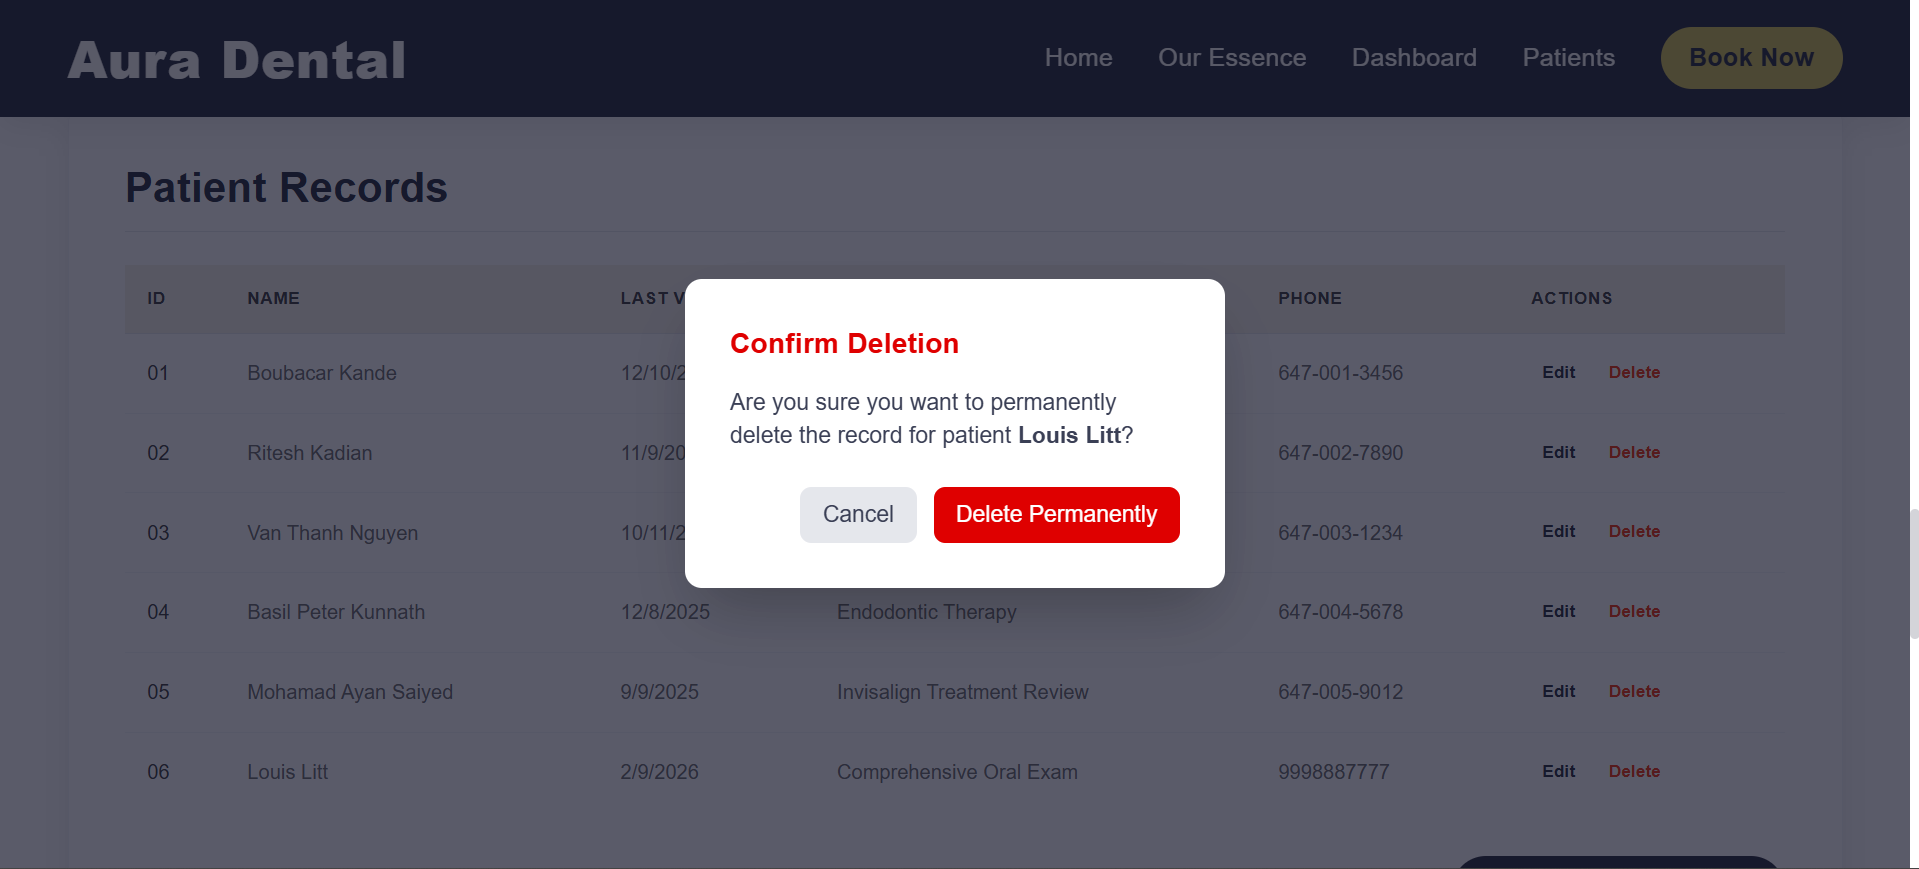 Aura Dental
Home Our Essence Dashboard Patients Book Now
Patient Records
ID NAME LAST PHONE ACTIONS
Confirm Deletion
Are you sure you want to permanently
delete the record for patient Louis Litt?
Cancel Delete Permanently
01 Boubacar Kande 647-001-3456 Edit Delete
02 Ritesh Kadian 647-002-7890 Edit Delete
03 Van Thanh Nguyen 647-003-1234 Edit Delete
04 Basil Peter Kunnath 12/8/2025 Endodontic Therapy 647-004-5678 Edit Delete
05 Mohamad Ayan Saiyed 9/9/2025 Invisalign Treatment Review 647-005-9012 Edit Delete
06 Louis Litt 2/9/2026 Comprehensive Oral Exam 9998887777 Edit Delete